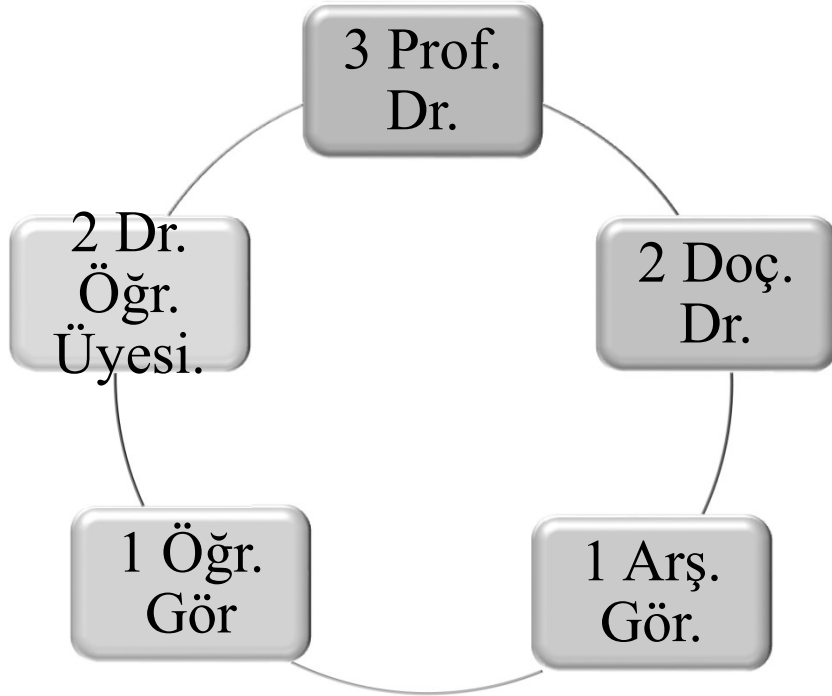 3 Prof.
Dr.
2 Doç.
Dr.
1 Arş.
Gör.
1 Öğr.
Gör
2 Dr.
Öğr.
Üyesi.